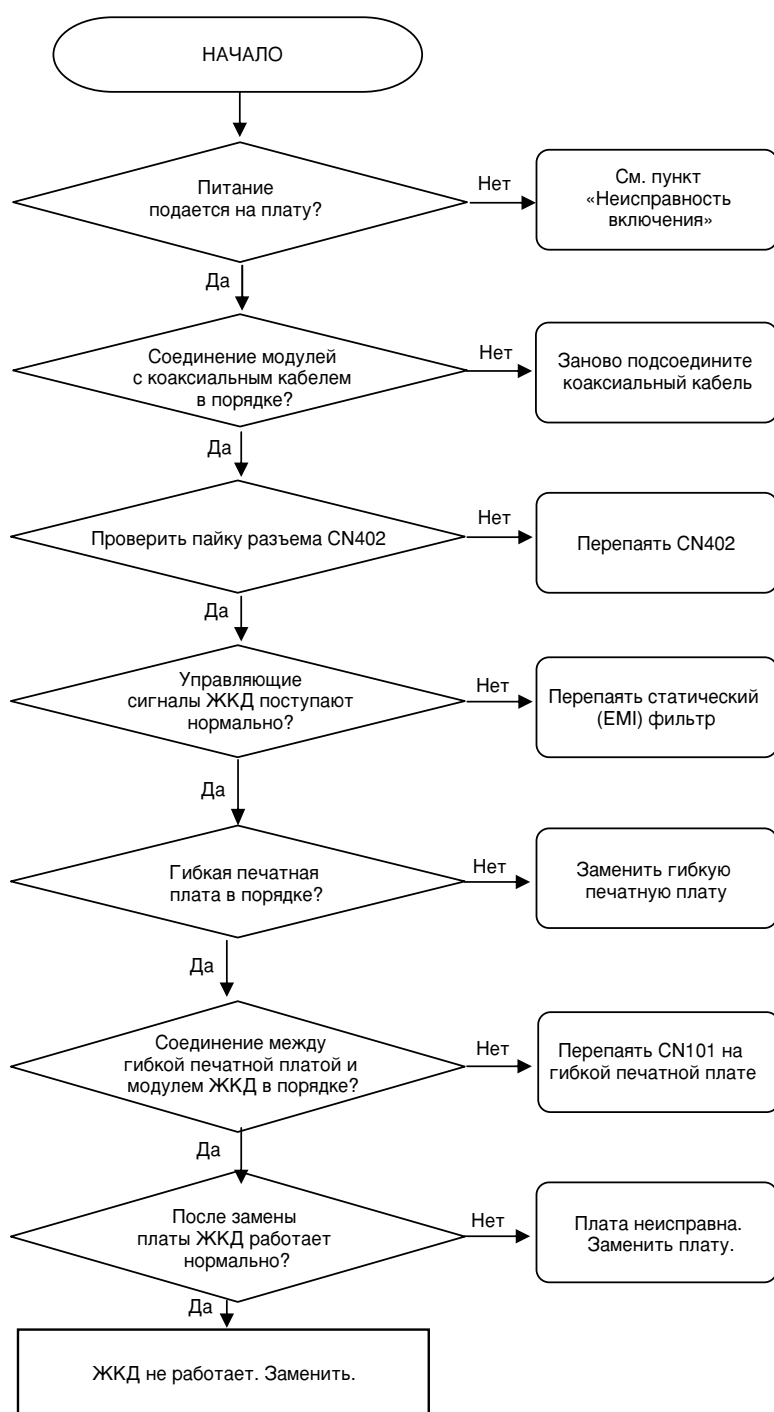 НАЧАЛО
Питание
подается на плату?
Нет
См. пункт
«Неисправность
включения»
Да
Соединение модулей
с коаксиальным кабелем
в порядке?
Нет
Заново подсоедините
коаксиальный кабель
Да
Проверить пайку разъема CN402
Нет
Перепаять CN402
Да
Управляющие
сигналы ЖКД поступают
нормально?
Нет
Перепаять статический
(EMI) фильтр
Да
Гибкая печатная
плата в порядке?
Нет
Заменить гибкую
печатную плату
Да
Соединение между
гибкой печатной платой и
модулем ЖКД в порядке?
Нет
Перепаять CN101 на
гибкой печатной плате
Да
После замены
платы ЖКД работает
нормально?
Нет
Плата неисправна.
Заменить плату.
Да
ЖКД не работает. Заменить.